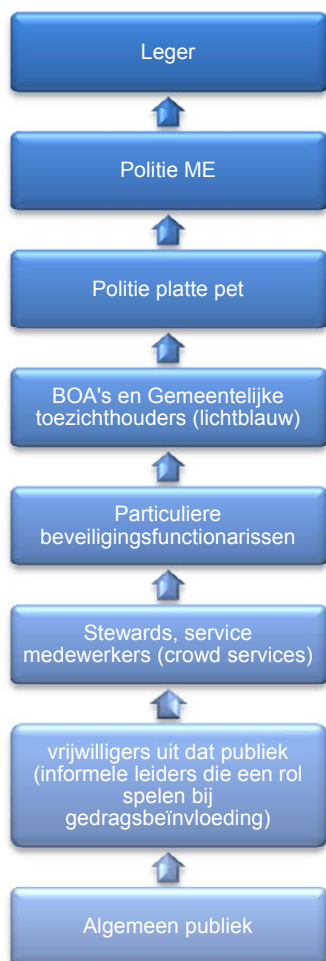 Leger
Politie ME
Politie platte pet
BOA's en Gemeentelijke
toezichthouders (lichtblauw)
Particuliere
beveiligingsfunctionarissen
Stewards, service
medewerkers (crowd services)
vrijwilligers uit dat publiek
(informele leiders die een rol
spelen bij
gedragsbeïnvloeding)
Algemeen publiek